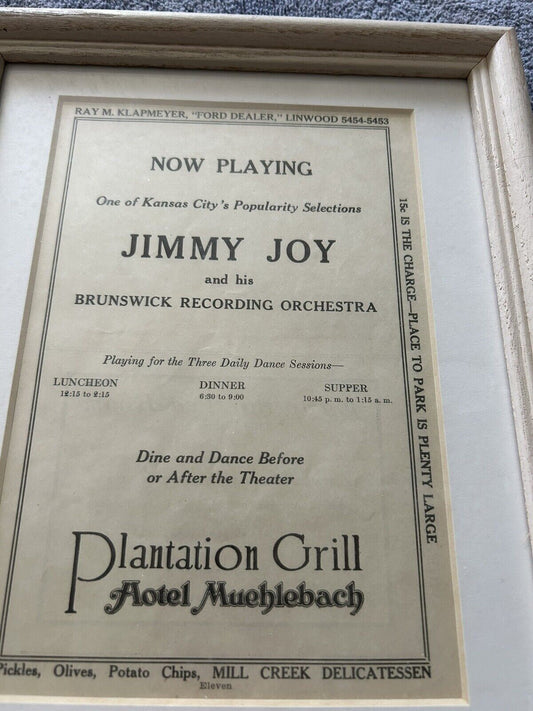 RAY M. KLAPMEYER, "FORD DEALER," LINWOOD 5454-5453
NOW PLAYING
One of Kansas City's Popularity Selections
JIMMY JOY
and his
BRUNSWICK RECORDING ORCHESTRA
Playing for the Three Daily Dance Sessions—
LUNCHEON DINNER SUPPER
12:15 to 2:15 6:30 to 9:00 10:45 p. m. to 1:15 a. m.
Dine and Dance Before
or After the Theater
Plantation Grill
Hotel Muehlebach
15c IS THE CHARGE—PLACE TO PARK IS PLENTY LARGE
Pickles, Olives, Potato Chips, MILL CREEK DELICATESSEN
Eleven